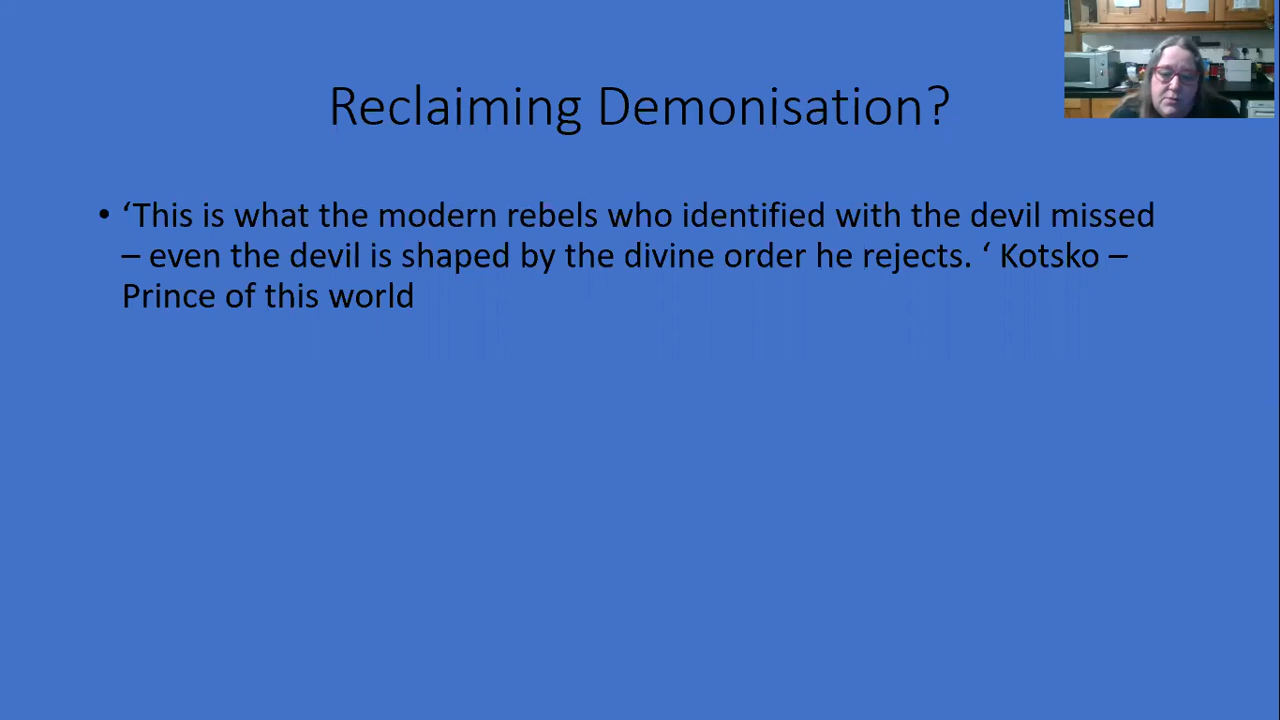 Reclaiming Demonisation?
• ‘This is what the modern rebels who identified with the devil missed
– even the devil is shaped by the divine order he rejects. ‘ Kotsko –
Prince of this world